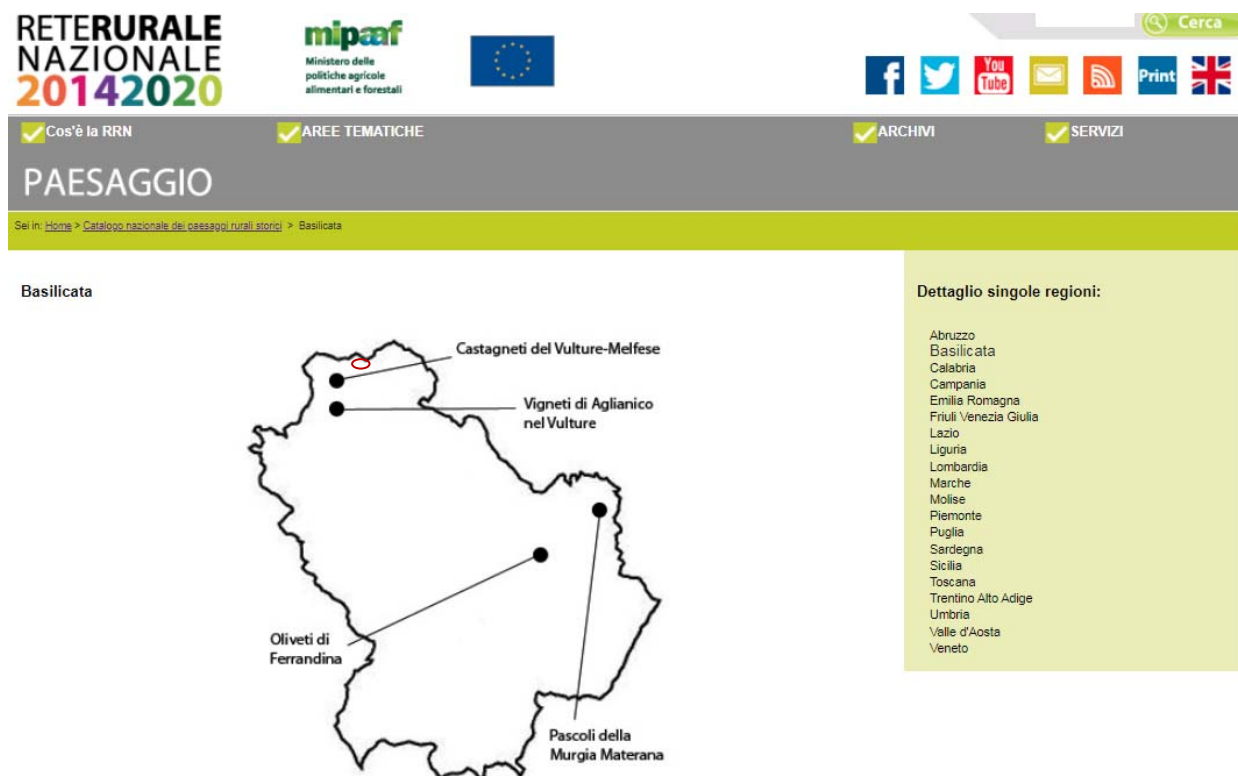 RETERURALE
NAZIONALE
20142020
mipaaf
Ministero delle
politiche agricole
alimentari e forestali
Cerca
You
Tube
Print
Cos'è la RRN
AREE TEMATICHE
ARCHIVI
SERVIZI
PAESAGGIO
Sei in: Home > Catalogo nazionale dei paesaggi rurali storici > Basilicata
Basilicata
Castagneti del Vulture-Melfese
Vigneti di Aglianico
nel Vulture
Oliveti di
Ferrandina
Pascoli della
Murgia Materana
Dettaglio singole regioni:
Abruzzo
Basilicata
Calabria
Campania
Emilia Romagna
Friuli Venezia Giulia
Lazio
Liguria
Lombardia
Marche
Molise
Piemonte
Puglia
Sardegna
Sicilia
Toscana
Trentino Alto Adige
Umbria
Valle d'Aosta
Veneto